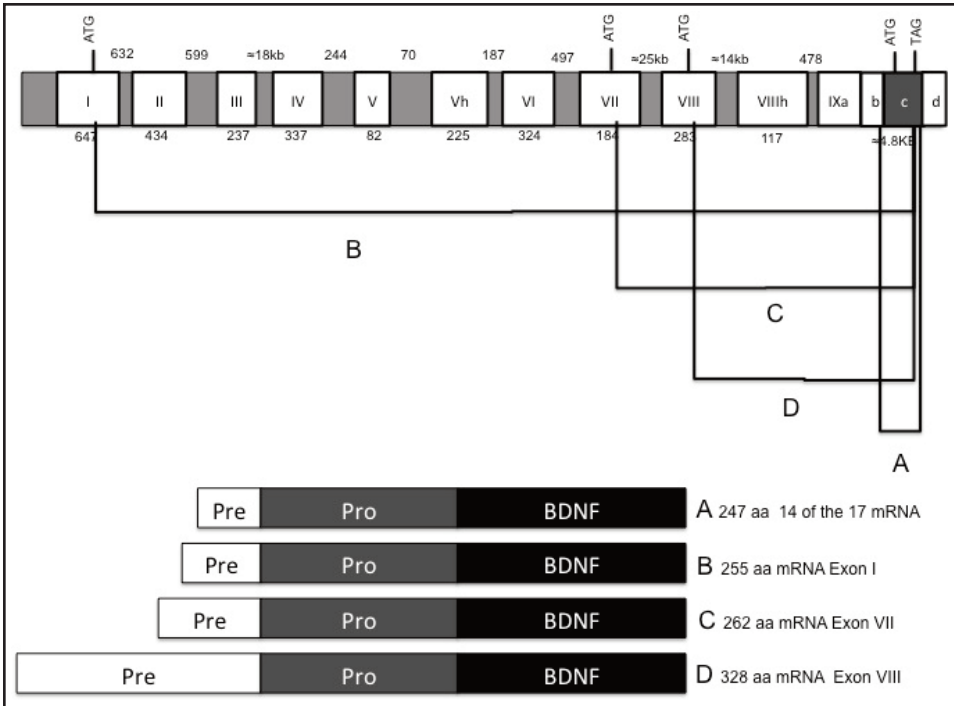 ATG ATG ATG ATG TAG
632 599 ≈18kb 244 70 187 497 ≈25kb ≈14kb 478
I II III IV V Vh VI VII VIII VIIIh IXa b c d
647 434 237 337 82 225 324 184 283 117 ≈4.8KB
B
C
D
A
Pre Pro BDNF A 247 aa 14 of the 17 mRNA
Pre Pro BDNF B 255 aa mRNA Exon I
Pre Pro BDNF C 262 aa mRNA Exon VII
Pre Pro BDNF D 328 aa mRNA Exon VIII